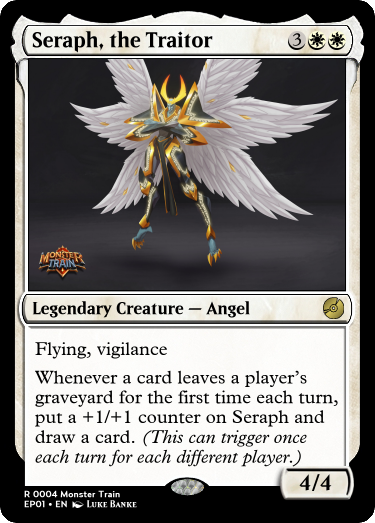 Seraph, the Traitor 3
MONSTER TRAIN
Legendary Creature — Angel
Flying, vigilance
Whenever a card leaves a player's
graveyard for the first time each turn,
put a +1/+1 counter on Seraph and
draw a card. (This can trigger once
each turn for each different player.)
4/4
R 0004 Monster Train
EP01 • EN Luke Banke